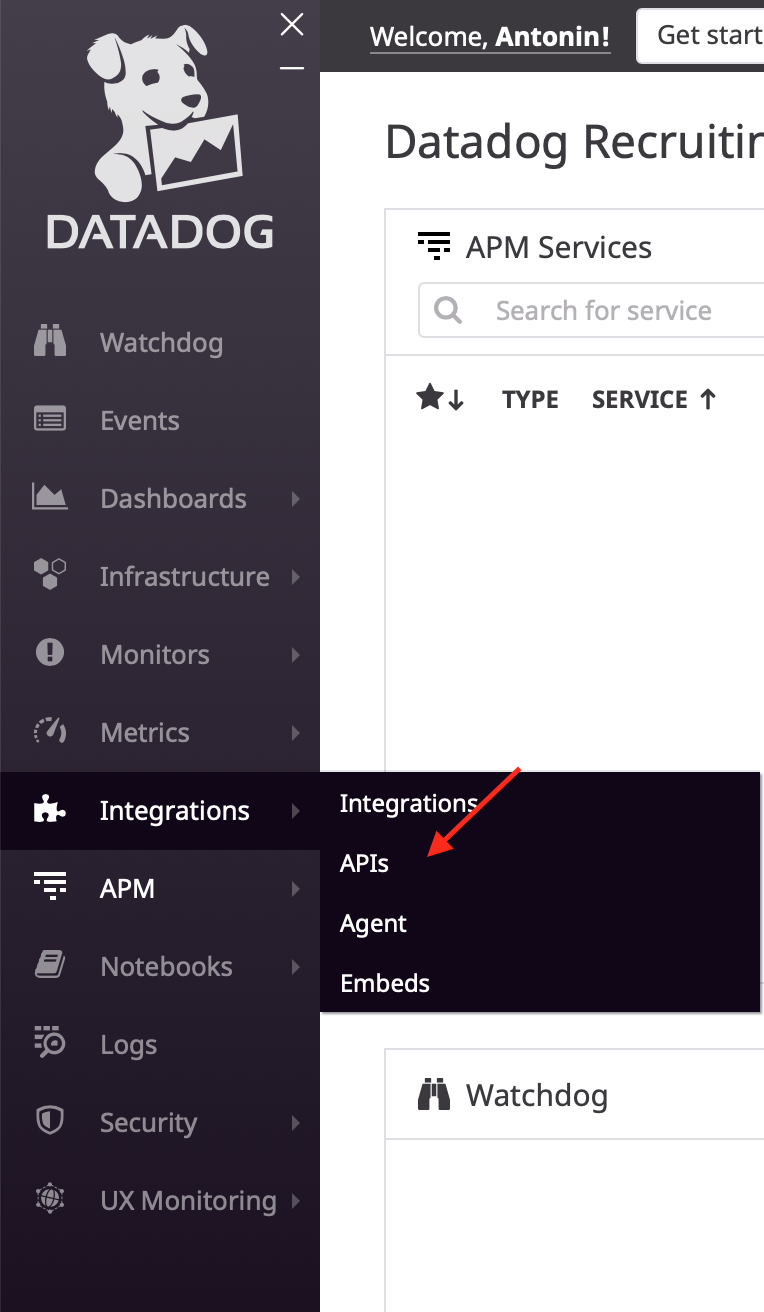 DATADOG
Watchdog
Events
Dashboards
Infrastructure
Monitors
Metrics
Integrations
APM
Notebooks
Logs
Security
UX Monitoring
Integrations
APIs
Agent
Embeds
Welcome, Antonin!
Get start
Datadog Recruitin
APM Services
Search for service
TYPE SERVICE ↑
Watchdog